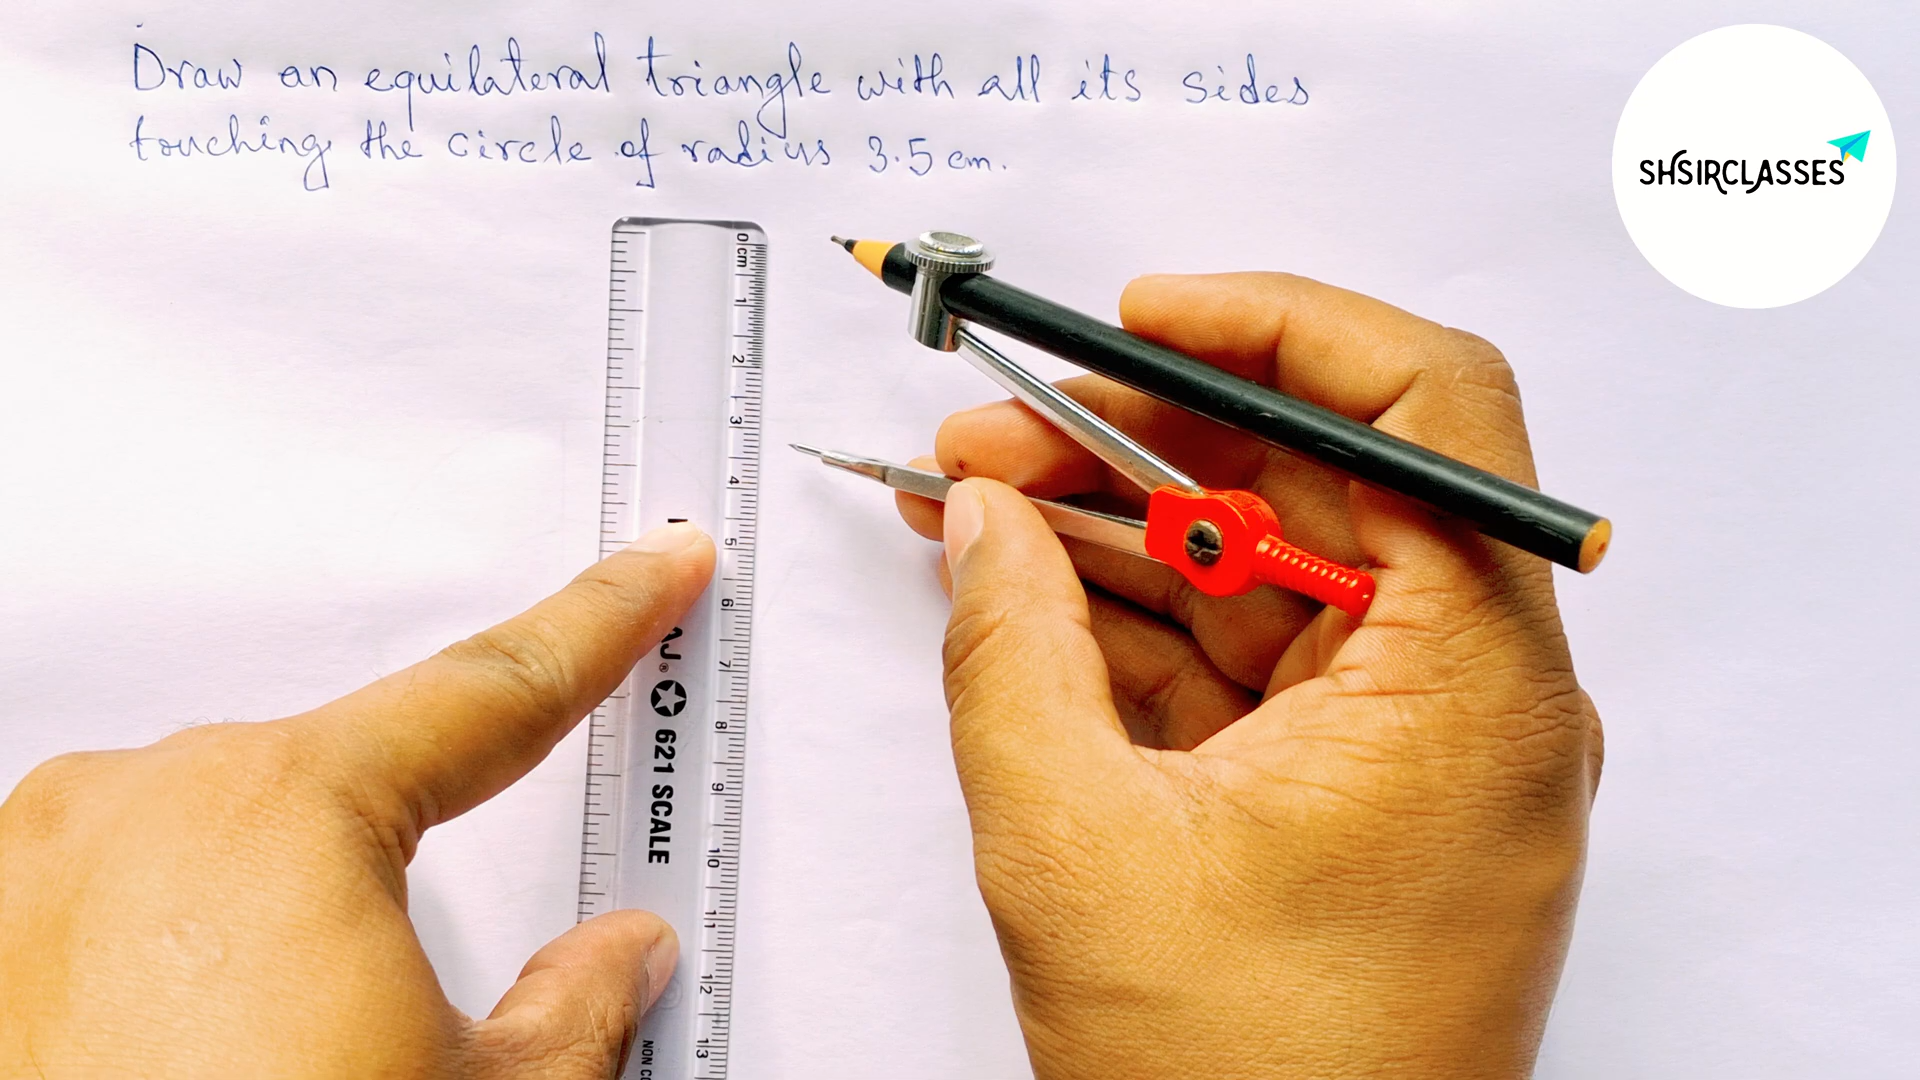 Draw an equilateral triangle with all its sides
touching the circle of radius 3.5 cm.
SHSIRCLASSES
0 cm
1
2
3
4
5
6
7
8
9
10
11
12
13
621 SCALE